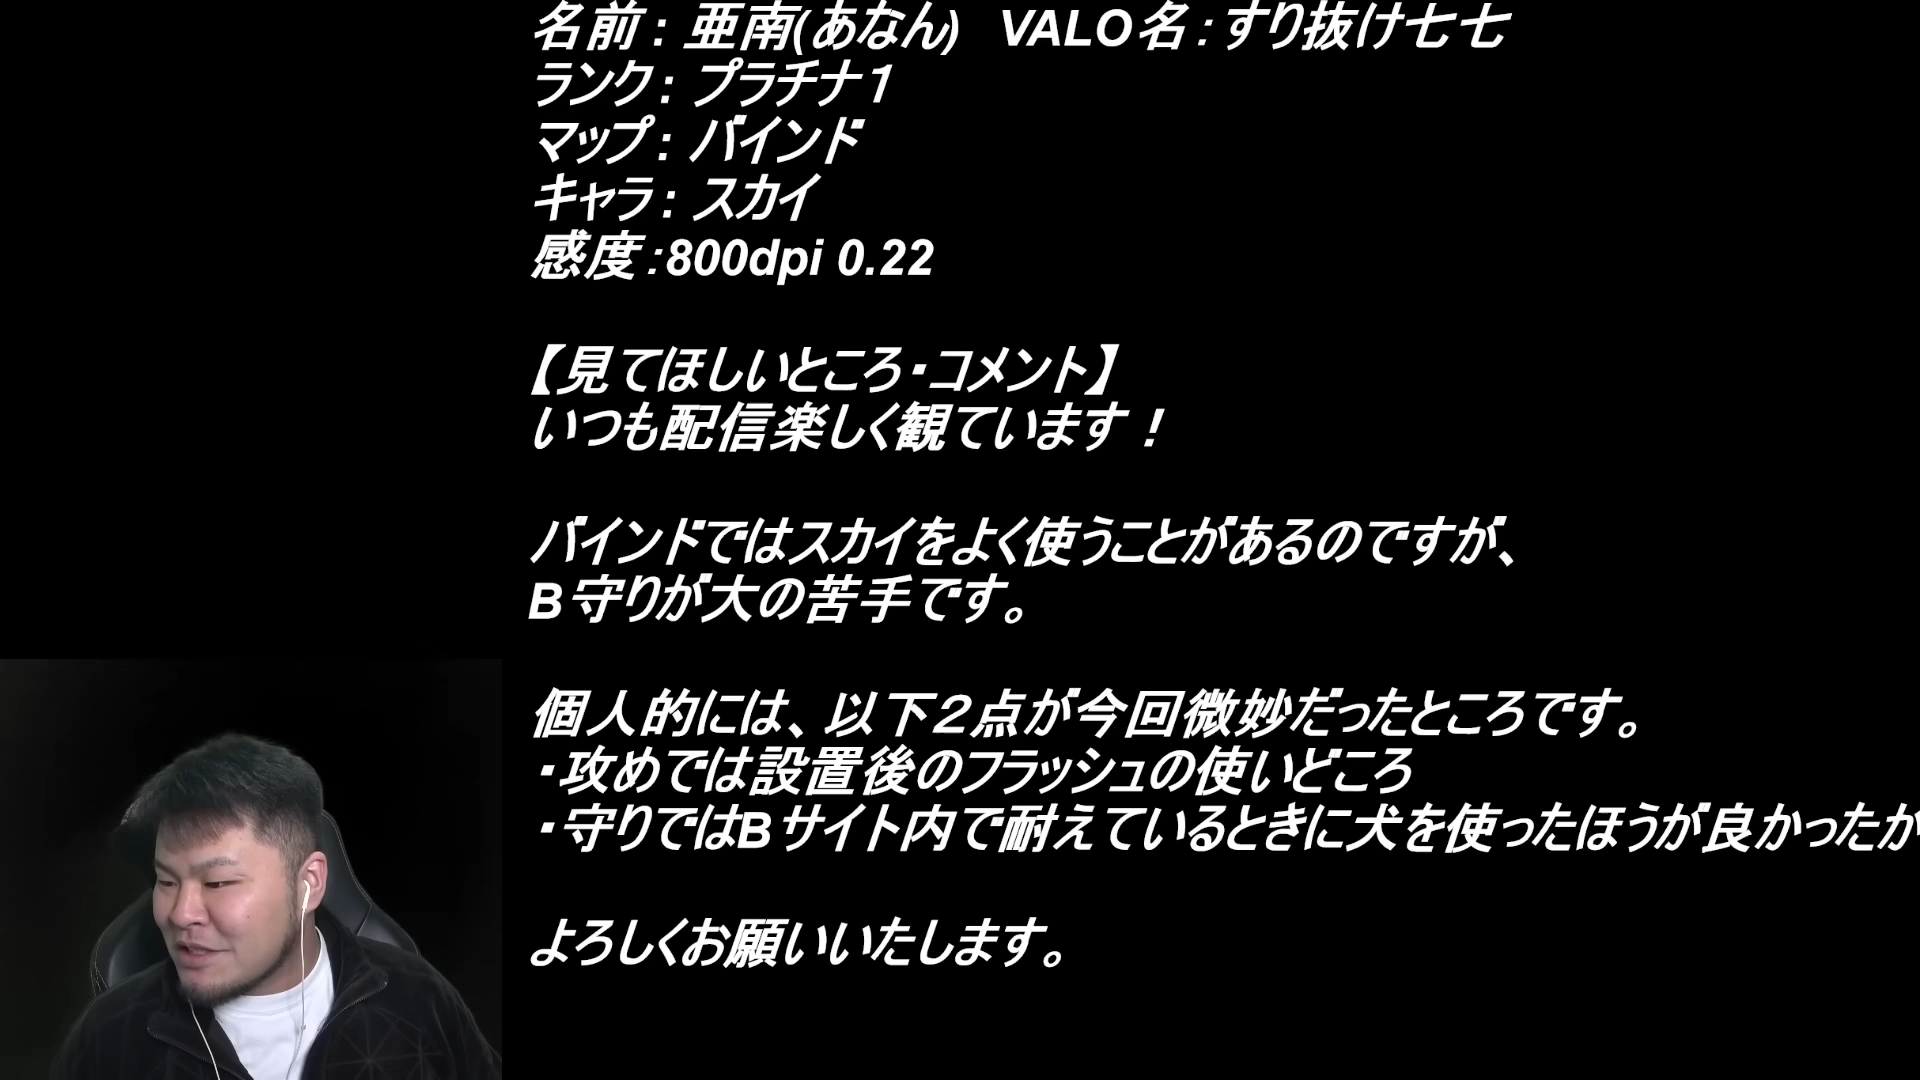 名前：亜南(あなん)　VALO名：すり抜け七七
ランク：プラチナ１
マップ：バインド
キャラ：スカイ
感度：800dpi 0.22
【見てほしいところ・コメント】
いつも配信楽しく観ています！
バインドではスカイをよく使うことがあるのですが、
B守りが大の苦手です。
個人的には、以下２点が今回微妙だったところです。
・攻めでは設置後のフラッシュの使いどころ
・守りではBサイト内で耐えているときに犬を使ったほうが良かったか
よろしくお願いいたします。